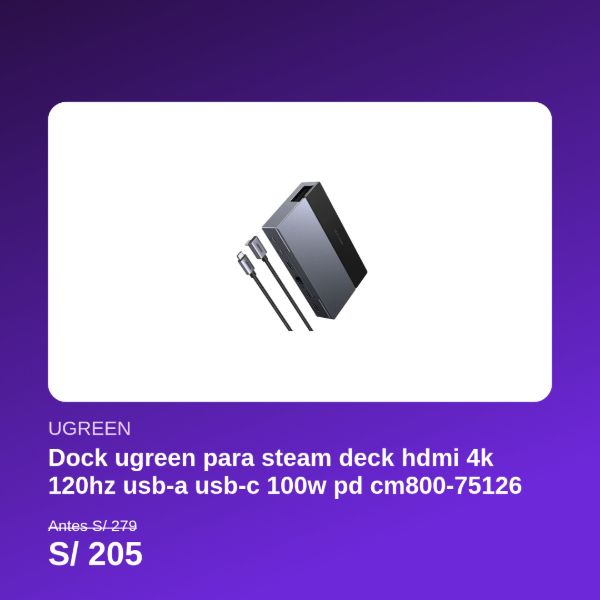 UGREEN
Dock ugreen para steam deck hdmi 4k
120hz usb-a usb-c 100w pd cm800-75126
Antes S/ 279
S/ 205